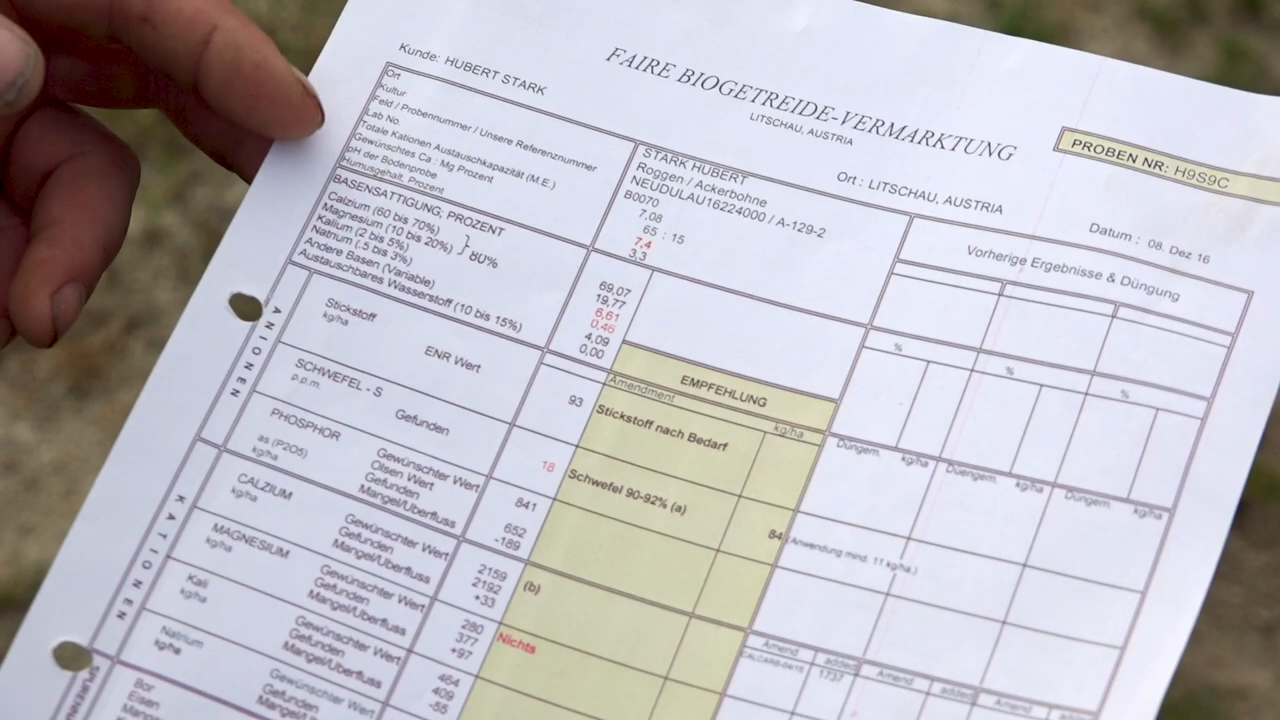 Kunde: HUBERT STARK
FAIRE BIOGETREIDE-VERMARKTUNG
LITSCHAU, AUSTRIA
Ort : LITSCHAU, AUSTRIA
PROBEN NR: H9S9C
Datum : 08. Dez 16
Ort
STARK HUBERT
Kultur
Roggen / Ackerbohne
Feld / Probennummer / Unsere Referenznummer
NEUDULAU16224000 / A-129-2
Lab No.
B0070
Totale Kationen Austauschkapazität (M.E.)
7,08
Gewünschtes Ca : Mg Prozent
65 : 15
pH der Bodenprobe
7,4
Humusgehalt, Prozent
3,3
Vorherige Ergebnisse & Düngung
BASENSATTIGUNG; PROZENT
Calzium (60 bis 70%)
69,07
Magnesium (10 bis 20%) } 80%
19,77
Kalium (2 bis 5%)
6,61
Natrium (.5 bis 3%)
0,46
Andere Basen (Variable)
4,09
Austauschbares Wasserstoff (10 bis 15%)
0,00
% % %
EMPFEHLUNG
Amendment kg/ha
Düngem. kg/ha Duengem. kg/ha Düngem. kg/ha
ANIONEN
Stickstoff
kg/ha
ENR Wert
93
Stickstoff nach Bedarf
SCHWEFEL - S
p.p.m.
Gefunden
18
Schwefel 90-92% (a)
84 (Anwendung mind. 11 kg/ha.)
PHOSPHOR
as (P2O5)
kg/ha
Gewünschter Wert
841
Olsen Wert
Gefunden
652
Mangel/Überfluss
-189
KATIONEN
CALZIUM
kg/ha
Gewünschter Wert
2159
Gefunden
2192
Mangel/Überfluss
+33
(b)
MAGNESIUM
kg/ha
Gewünschter Wert
280
Gefunden
377
Mangel/Überfluss
+97
Nichts
Amend added Amend added Amend
CALCARB-04/15 1737
Kali
kg/ha
Gewünschter Wert
464
Gefunden
409
Mangel/Überfluss
-55
Natrium
kg/ha
Gewünschter Wert
Gefunden
Mangel/Überfluss
Bor
Eisen